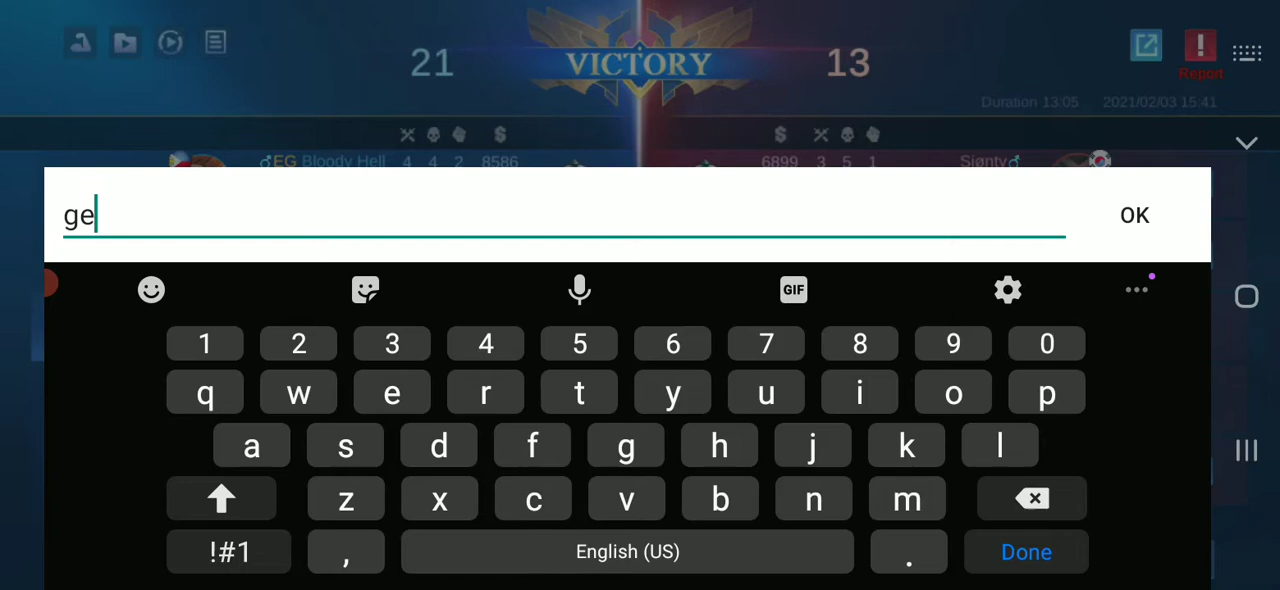 21 VICTORY 13
Report
Duration 13:05 2021/02/03 15:41
$ $
EG Bloody Hell 4 4 2 8586 6899 3 5 1 Siønty
ge OK
GIF
1 2 3 4 5 6 7 8 9 0
q w e r t y u i o p
a s d f g h j k l
z x c v b n m
!#1 , English (US) . Done